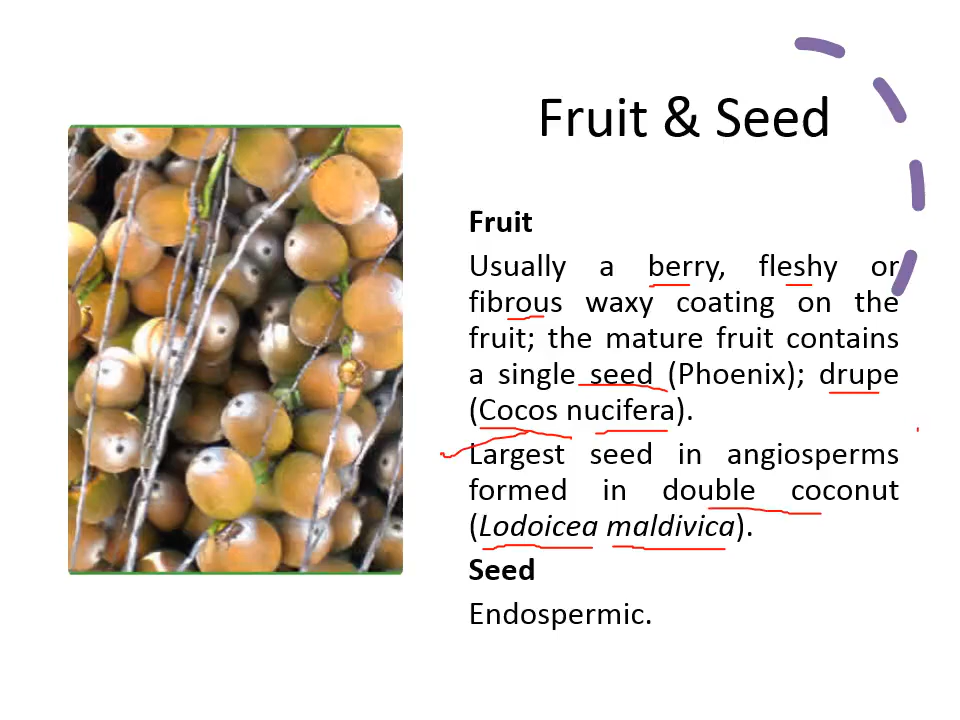 Fruit & Seed
Fruit
Usually a berry, fleshy or
fibrous waxy coating on the
fruit; the mature fruit contains
a single seed (Phoenix); drupe
(Cocos nucifera).
Largest seed in angiosperms
formed in double coconut
(Lodoicea maldivica).
Seed
Endospermic.